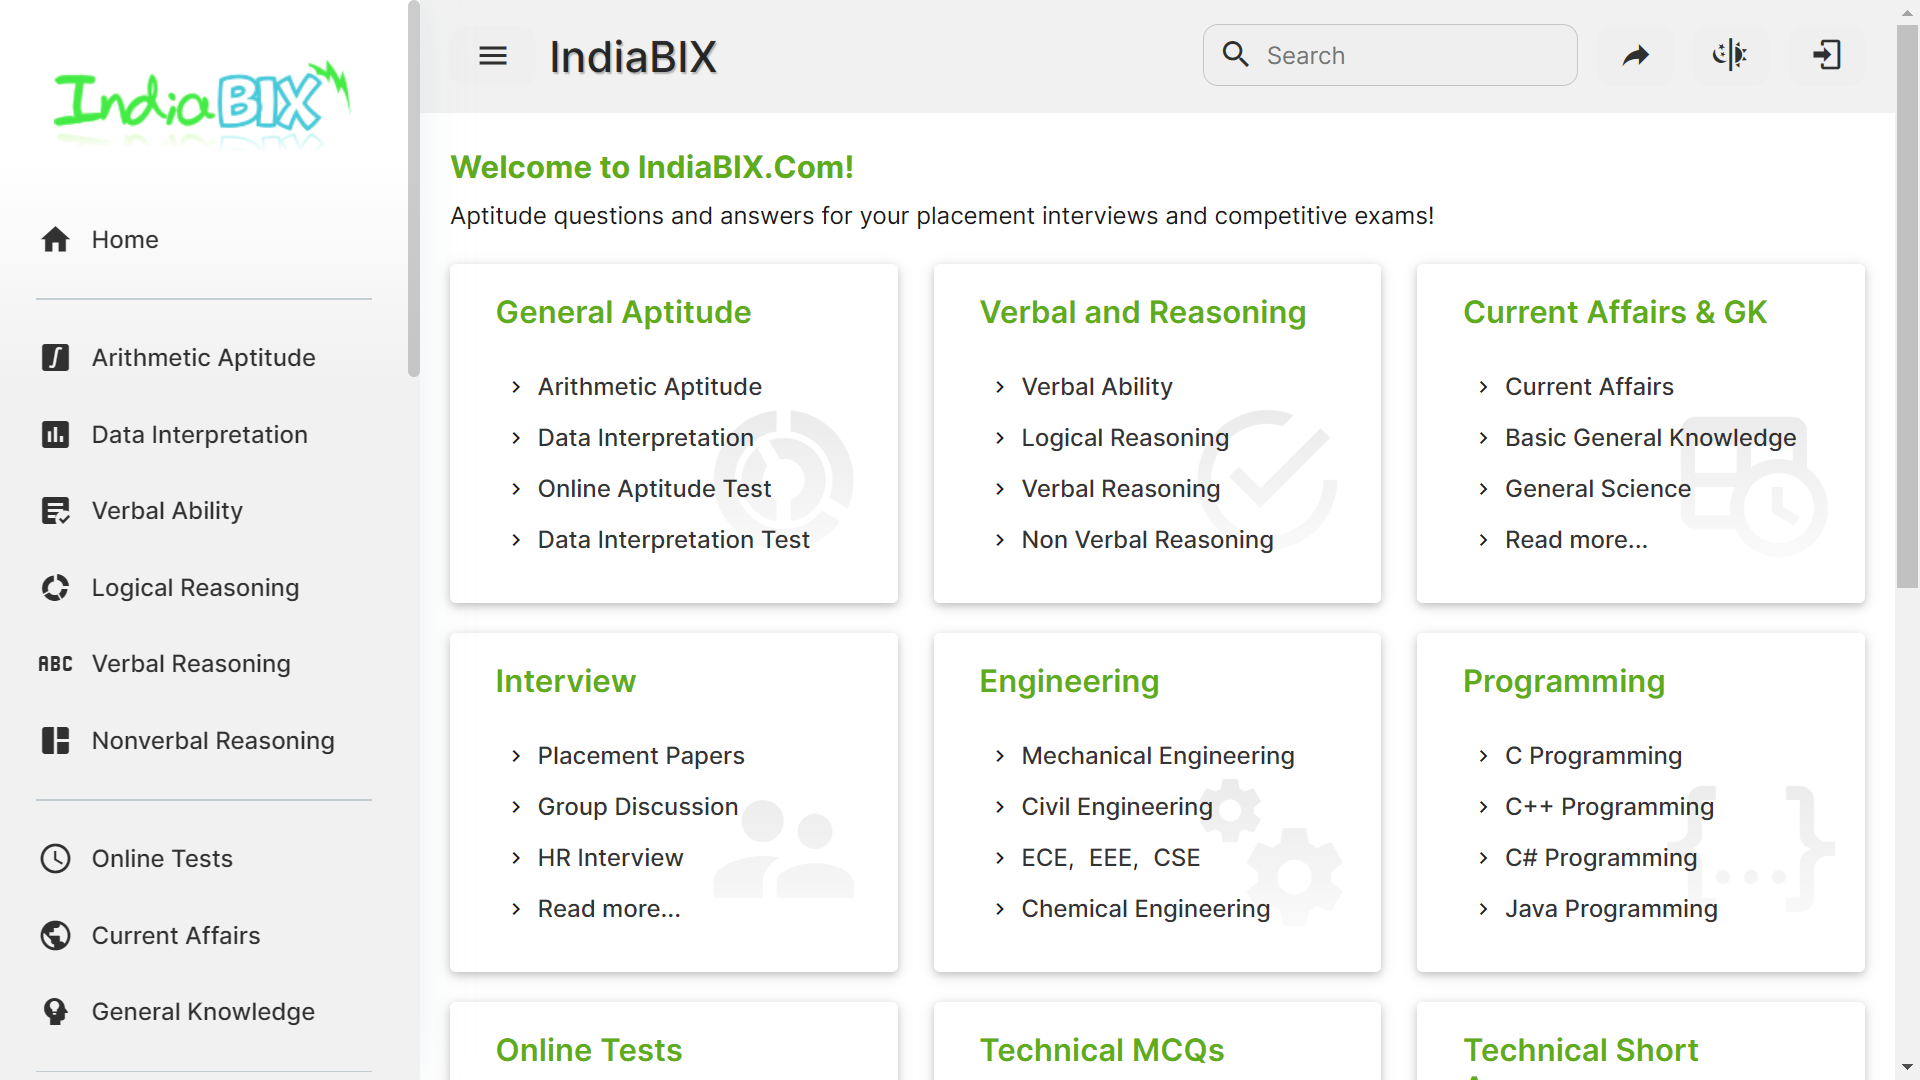 IndiaBIX
Home
Arithmetic Aptitude
Data Interpretation
Verbal Ability
Logical Reasoning
ABC Verbal Reasoning
Nonverbal Reasoning
Online Tests
Current Affairs
General Knowledge
IndiaBIX
Search
Welcome to IndiaBIX.Com!
Aptitude questions and answers for your placement interviews and competitive exams!
General Aptitude
Arithmetic Aptitude
Data Interpretation
Online Aptitude Test
Data Interpretation Test
Verbal and Reasoning
Verbal Ability
Logical Reasoning
Verbal Reasoning
Non Verbal Reasoning
Current Affairs & GK
Current Affairs
Basic General Knowledge
General Science
Read more...
Interview
Placement Papers
Group Discussion
HR Interview
Read more...
Engineering
Mechanical Engineering
Civil Engineering
ECE, EEE, CSE
Chemical Engineering
Programming
C Programming
C++ Programming
C# Programming
Java Programming
Online Tests
Technical MCQs
Technical Short